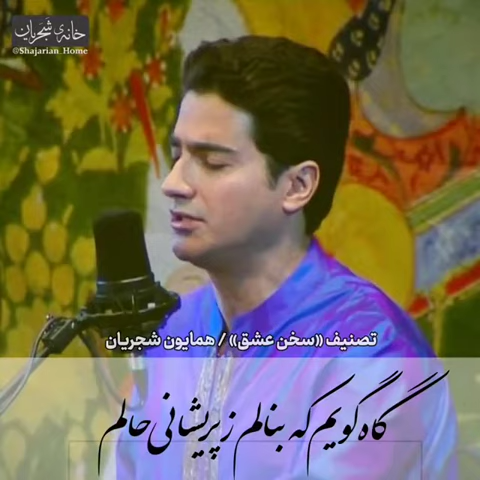 خانه‌ی شجریان
@Shajarian_Home
تصنیف «سخن عشق» / همایون شجریان
گاه گویم که بنالم ز پریشانی حالم